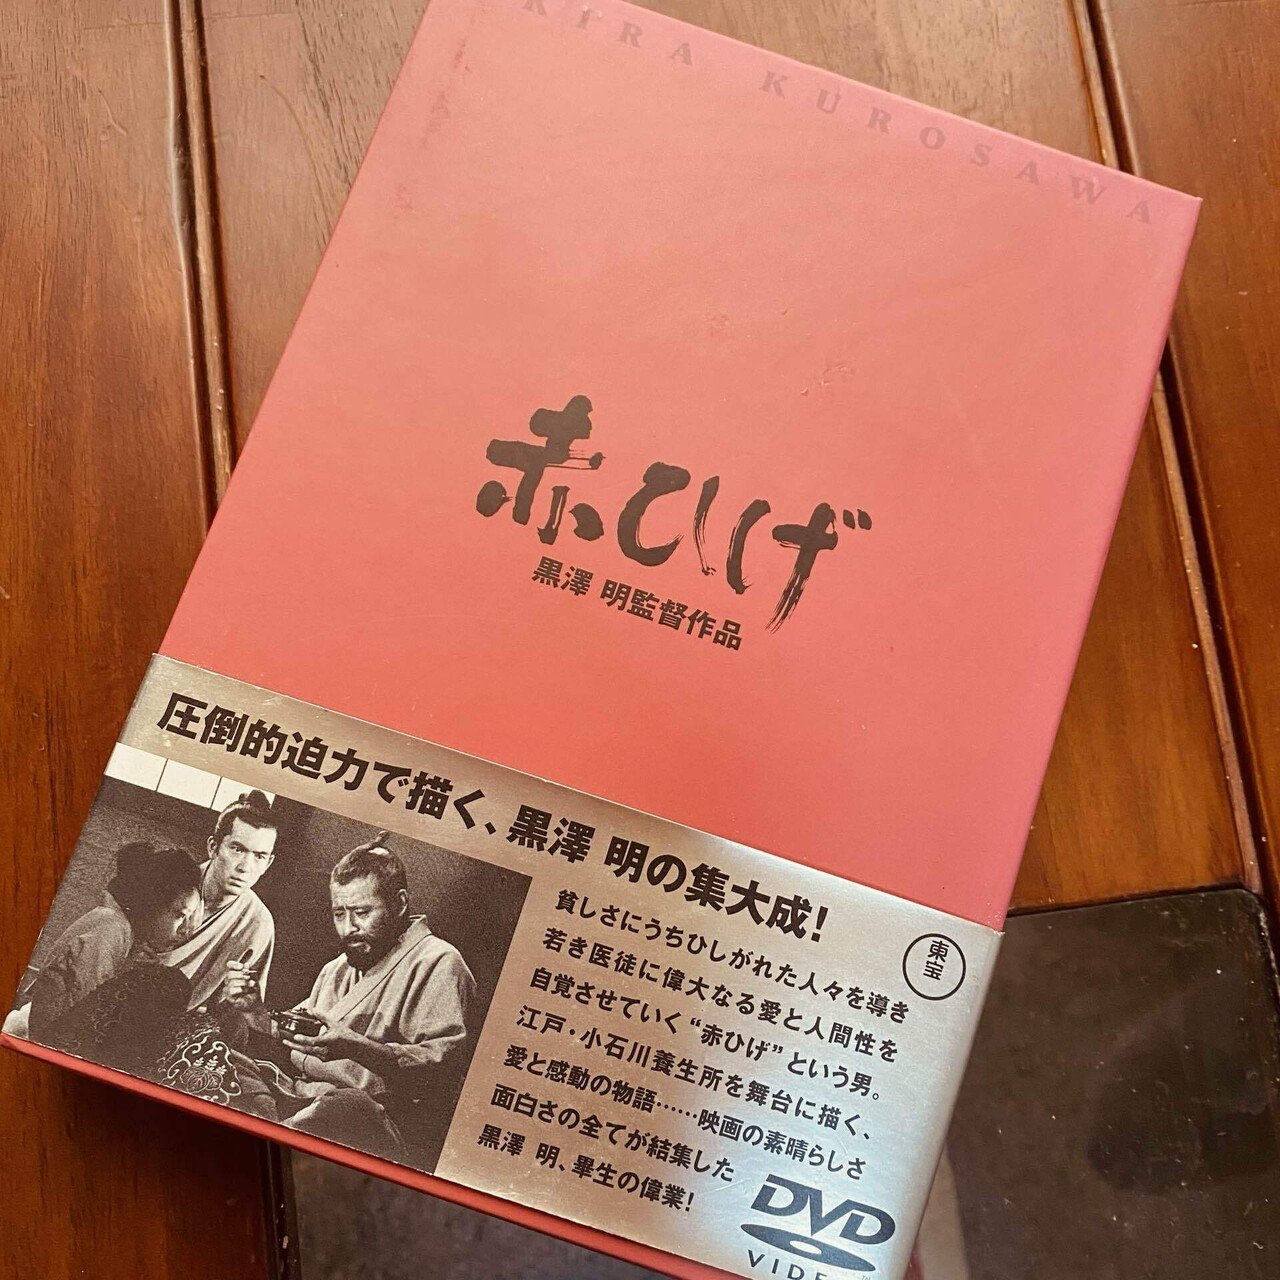 KIRA KUROSAWA
赤ひげ
黒澤 明監督作品
圧倒的迫力で描く、黒澤 明の集大成!
貧しさにうちひしがれた人々を導き
若き医徒に偉大なる愛と人間性を
自覚させていく“赤ひげ”という男。
江戸・小石川養生所を舞台に描く、
愛と感動の物語……映画の素晴らしさ
面白さの全てが結集した
黒澤 明、畢生の偉業!
東宝
DVD
VIDE